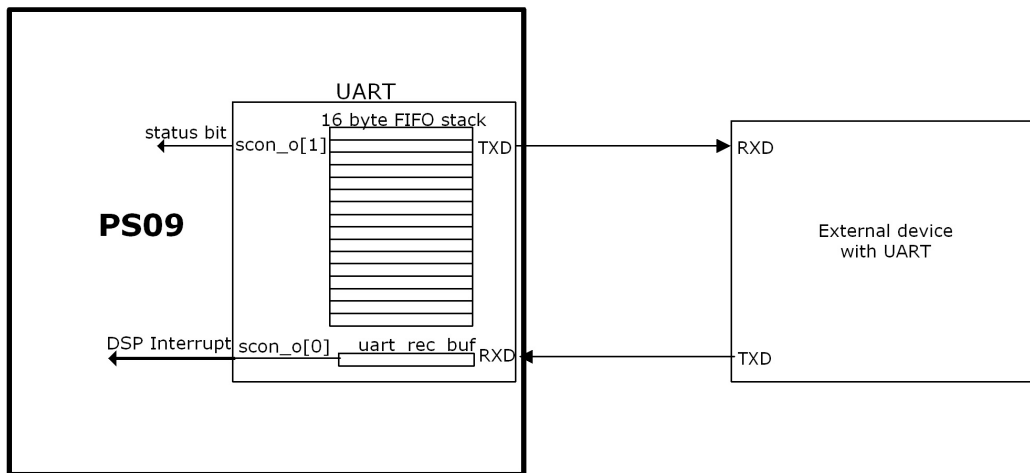 UART
16 byte FIFO stack
status bit
scon_o[1]
TXD
RXD
PS09
External device
with UART
DSP Interrupt
scon_o[0]
uart_rec_buf
RXD
TXD